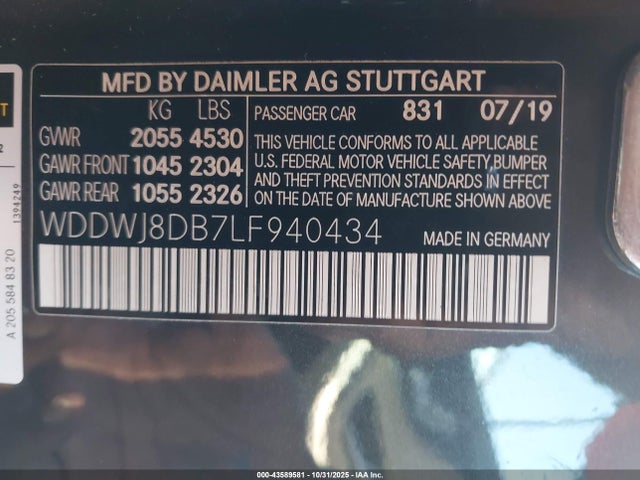 MFD BY DAIMLER AG STUTTGART
KG LBS
GVWR 2055 4530
GAWR FRONT 1045 2304
GAWR REAR 1055 2326
PASSENGER CAR 831 07/19
THIS VEHICLE CONFORMS TO ALL APPLICABLE
U.S. FEDERAL MOTOR VEHICLE SAFETY,BUMPER
AND THEFT PREVENTION STANDARDS IN EFFECT
ON THE DATE OF MANUFACTURE SHOWN ABOVE.
WDDWJ8DB7LF940434 MADE IN GERMANY
A 205 584 83 20
1394249
00-43589581 - 10/31/2025 - IAA Inc.